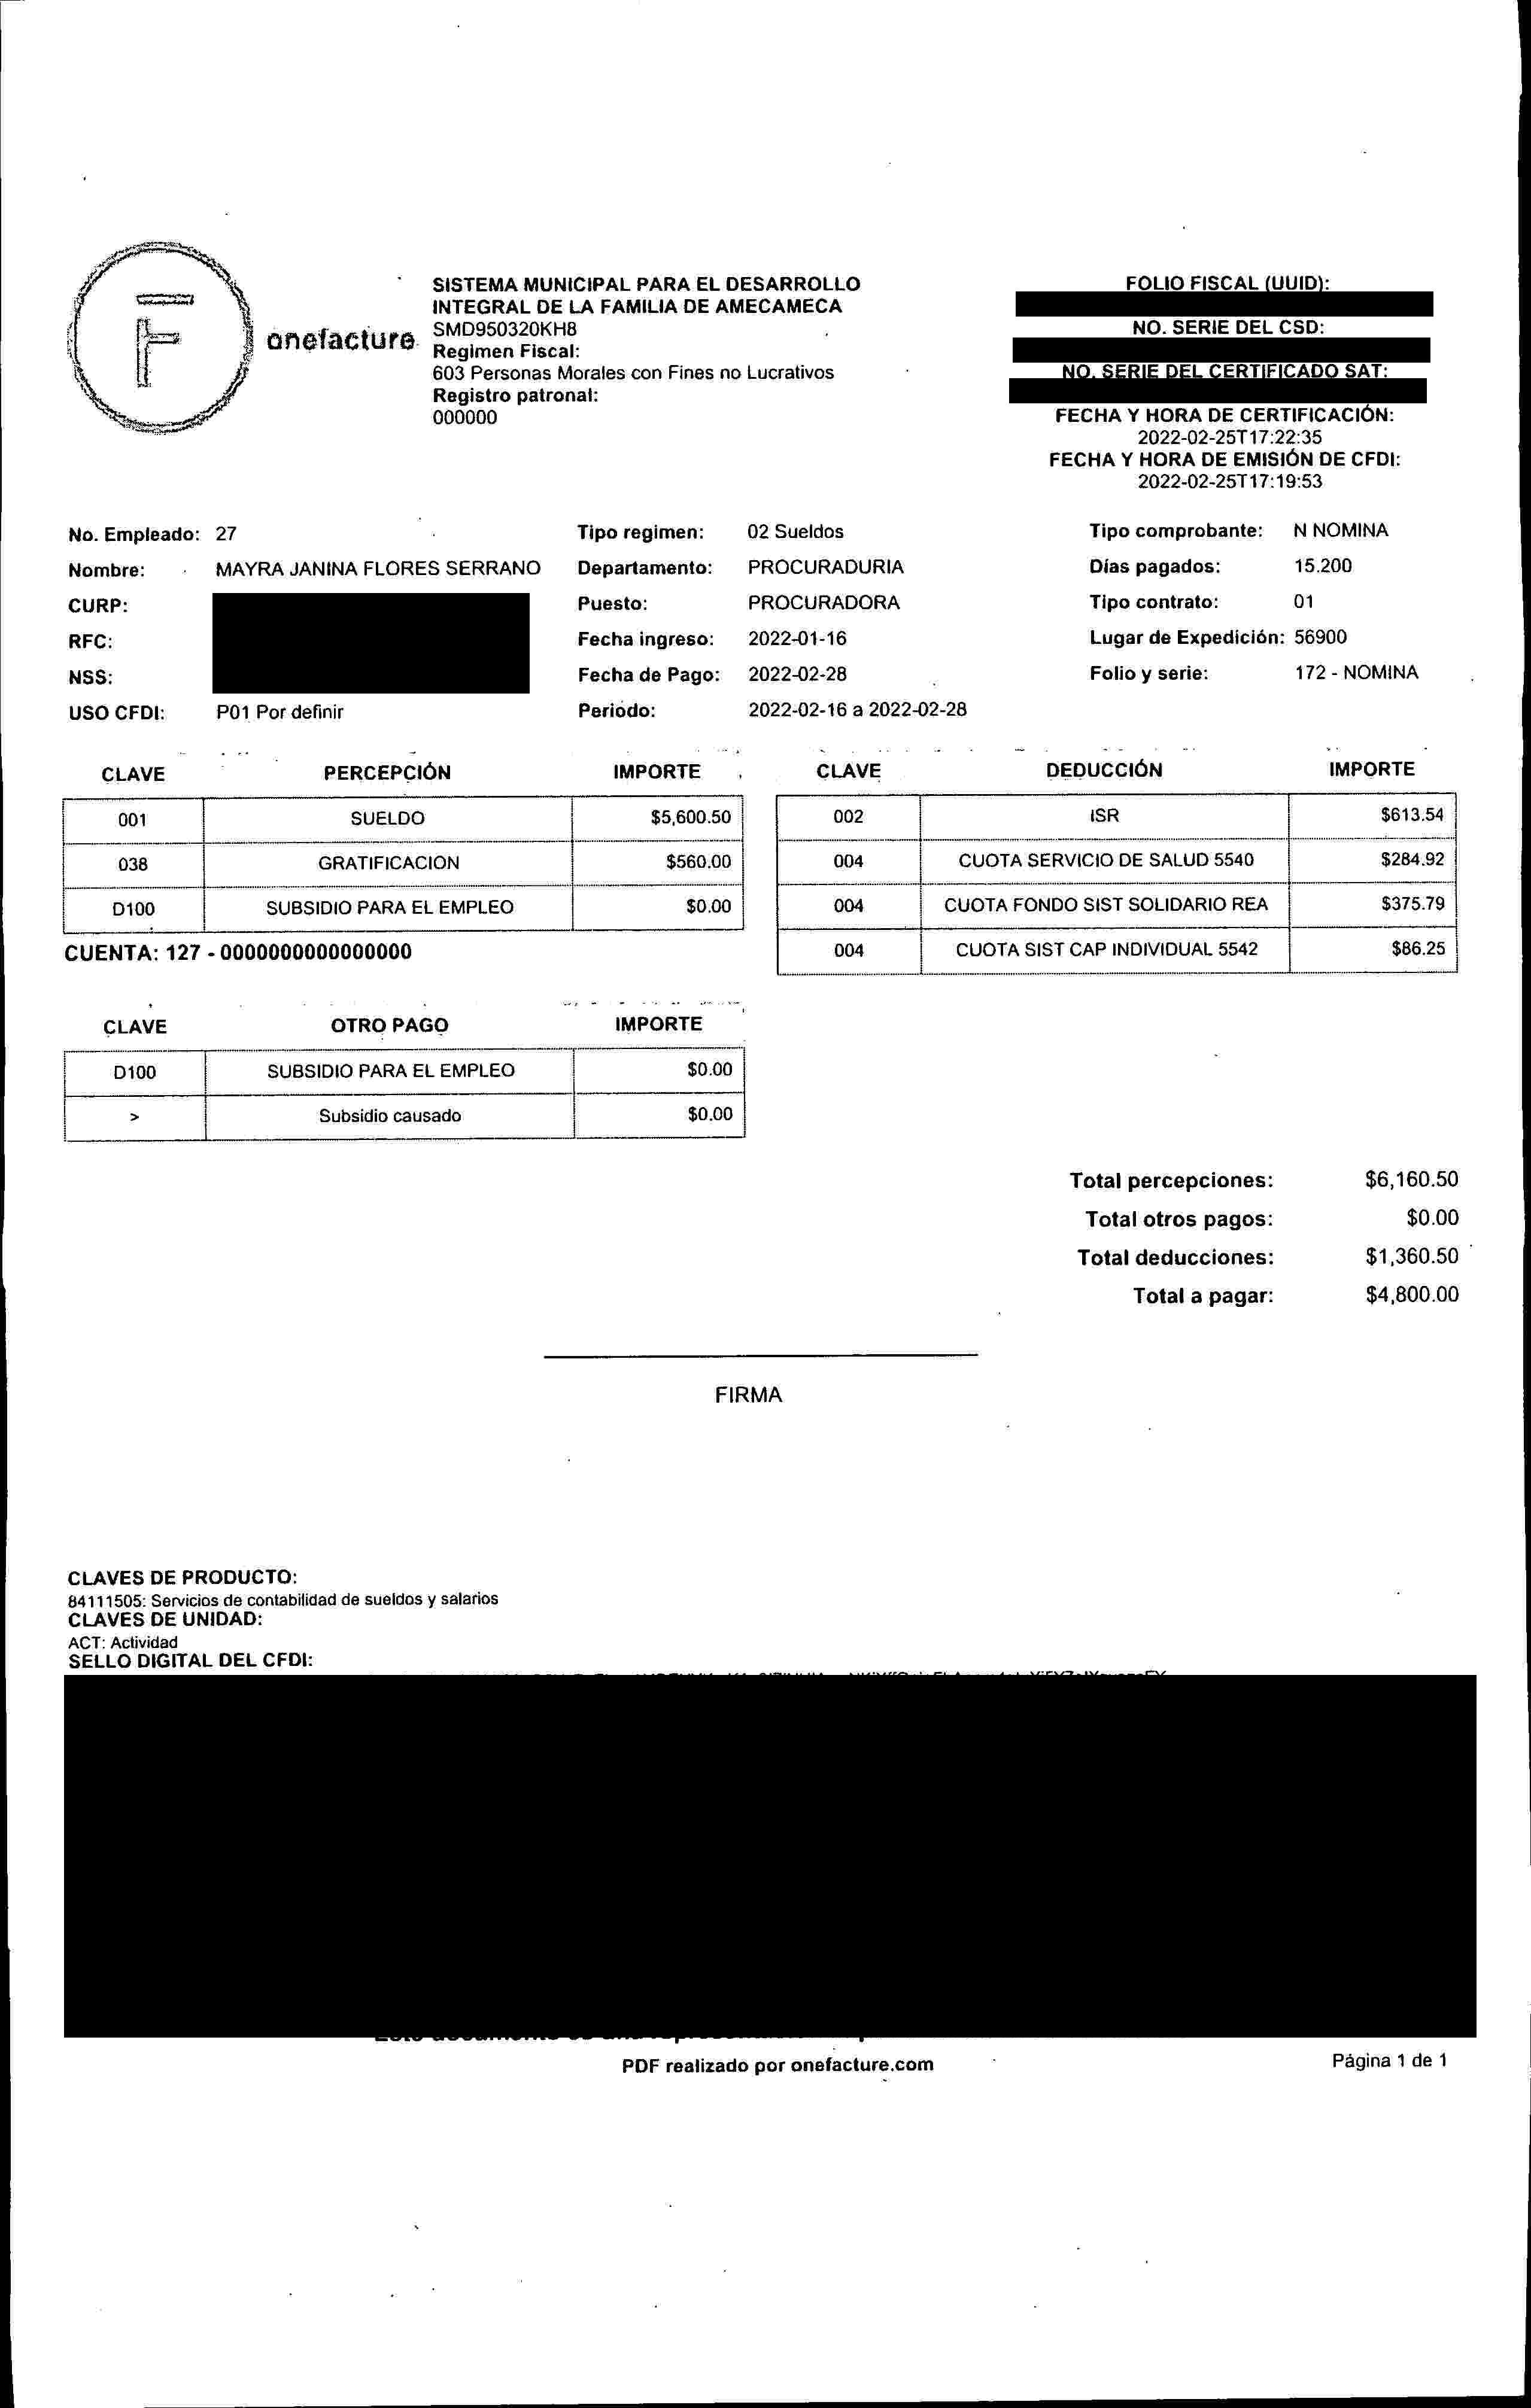 onefacture
SISTEMA MUNICIPAL PARA EL DESARROLLO
INTEGRAL DE LA FAMILIA DE AMECAMECA
SMD950320KH8
Regimen Fiscal:
603 Personas Morales con Fines no Lucrativos
Registro patronal:
000000
FOLIO FISCAL (UUID):
NO. SERIE DEL CSD:
NO. SERIE DEL CERTIFICADO SAT:
FECHA Y HORA DE CERTIFICACIÓN:
2022-02-25T17:22:35
FECHA Y HORA DE EMISIÓN DE CFDI:
2022-02-25T17:19:53
No. Empleado: 27 Tipo regimen: 02 Sueldos Tipo comprobante: N NOMINA
Nombre: MAYRA JANINA FLORES SERRANO Departamento: PROCURADURIA Días pagados: 15.200
CURP: Puesto: PROCURADORA Tipo contrato: 01
RFC: Fecha ingreso: 2022-01-16 Lugar de Expedición: 56900
NSS: Fecha de Pago: 2022-02-28 Folio y serie: 172 - NOMINA
USO CFDI: P01 Por definir Periodo: 2022-02-16 a 2022-02-28
CLAVE PERCEPCIÓN IMPORTE
001 SUELDO $5,600.50
038 GRATIFICACION $560.00
D100 SUBSIDIO PARA EL EMPLEO $0.00
CUENTA: 127 - 0000000000000000
CLAVE DEDUCCIÓN IMPORTE
002 ISR $613.54
004 CUOTA SERVICIO DE SALUD 5540 $284.92
004 CUOTA FONDO SIST SOLIDARIO REA $375.79
004 CUOTA SIST CAP INDIVIDUAL 5542 $86.25
CLAVE OTRO PAGO IMPORTE
D100 SUBSIDIO PARA EL EMPLEO $0.00
> Subsidio causado $0.00
Total percepciones: $6,160.50
Total otros pagos: $0.00
Total deducciones: $1,360.50
Total a pagar: $4,800.00
FIRMA
CLAVES DE PRODUCTO:
84111505: Servicios de contabilidad de sueldos y salarios
CLAVES DE UNIDAD:
ACT: Actividad
SELLO DIGITAL DEL CFDI:
PDF realizado por onefacture.com
Página 1 de 1